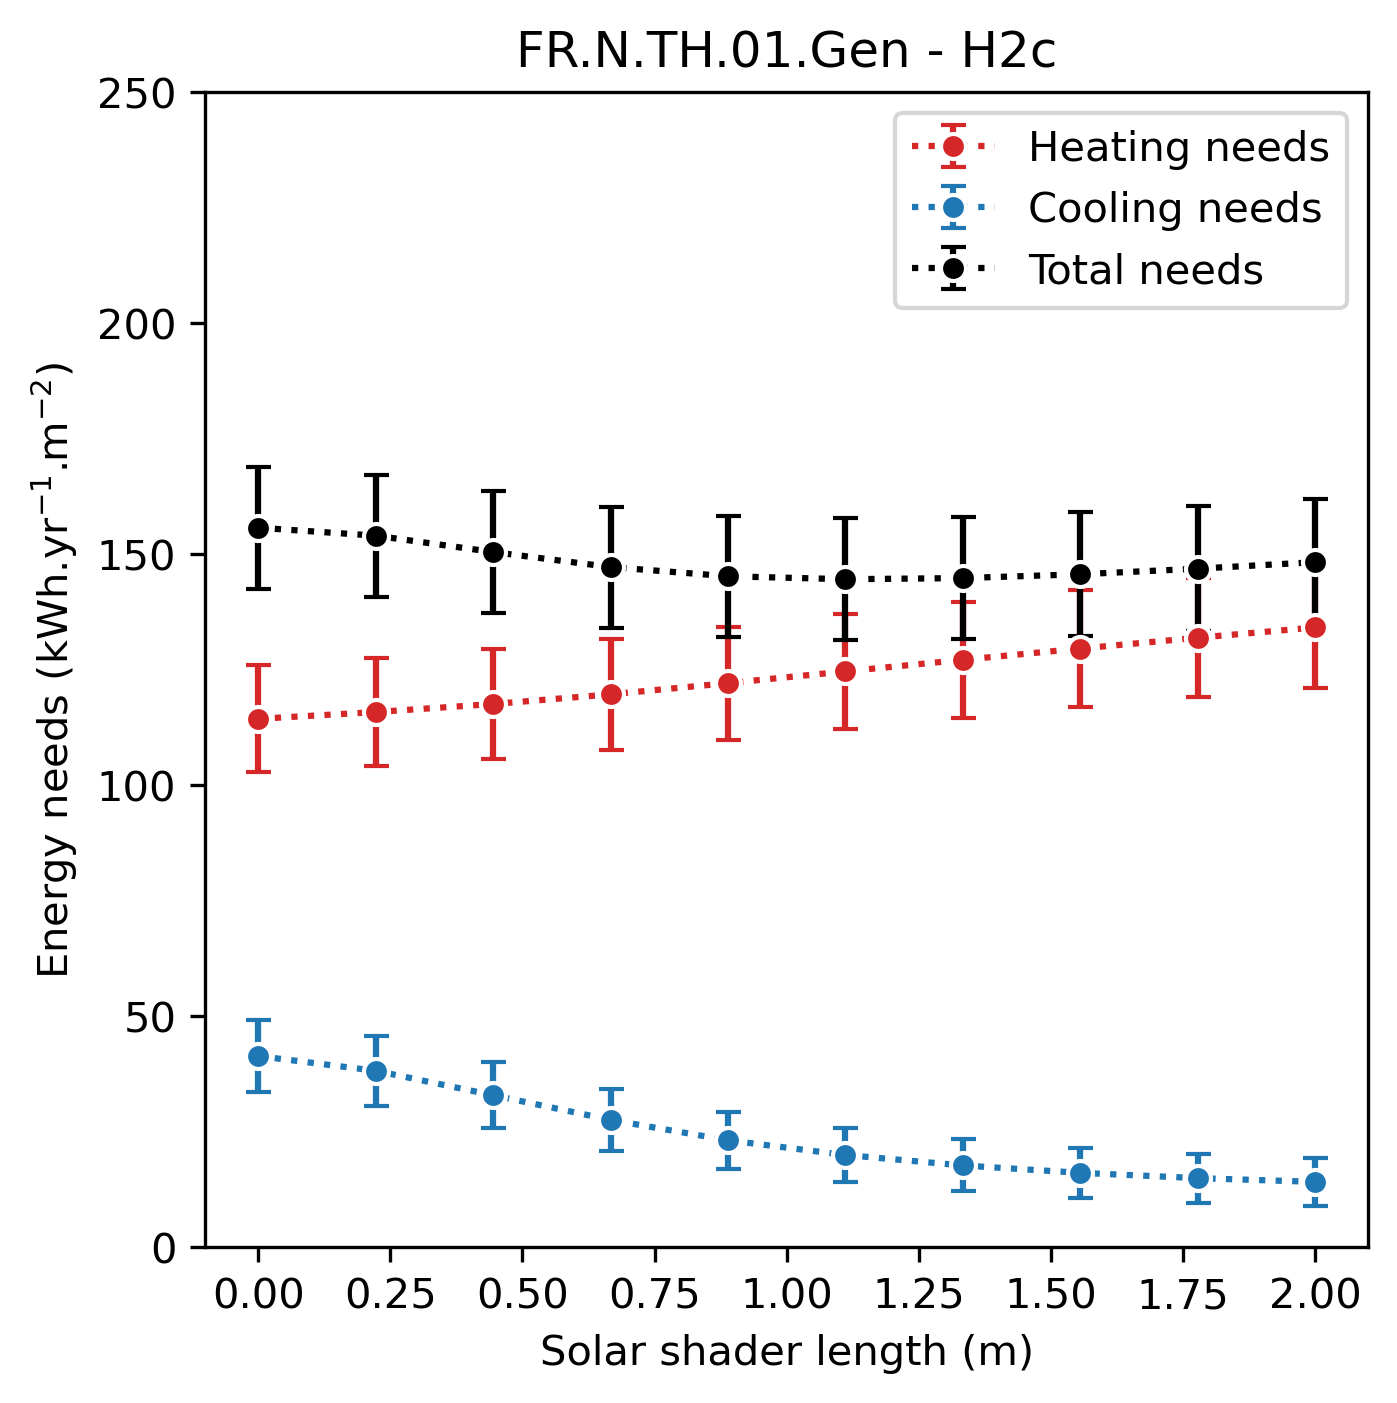 FR.N.TH.01.Gen - H2c
250
200
150
100
50
0
Energy needs (kWh.yr⁻¹.m⁻²)
Heating needs
Cooling needs
Total needs
0.00 0.25 0.50 0.75 1.00 1.25 1.50 1.75 2.00
Solar shader length (m)